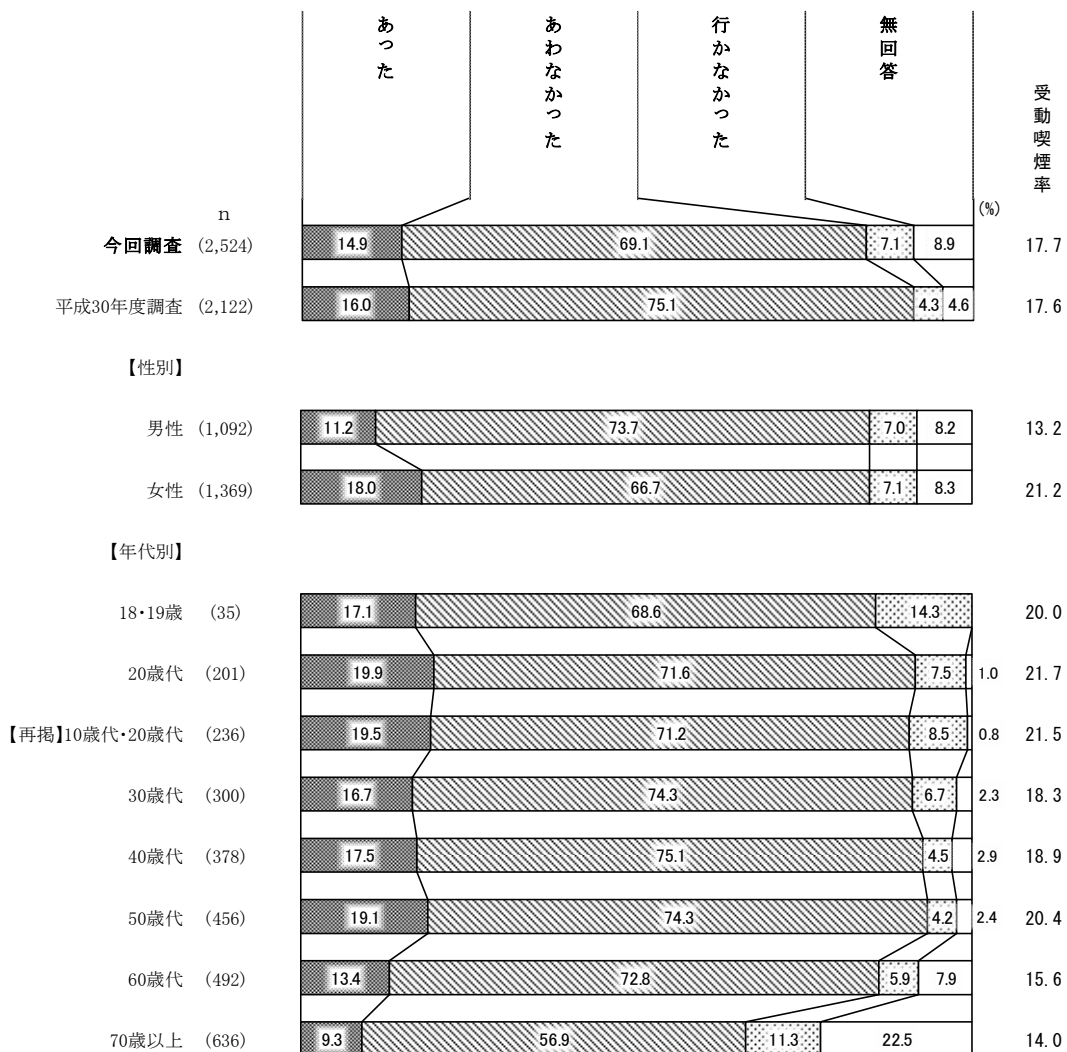 あった
あわなかった
行かなかった
無回答
受動喫煙率
(%)
n
今回調査 (2,524) 14.9 69.1 7.1 8.9 17.7
平成30年度調査 (2,122) 16.0 75.1 4.3 4.6 17.6
【性別】
男性 (1,092) 11.2 73.7 7.0 8.2 13.2
女性 (1,369) 18.0 66.7 7.1 8.3 21.2
【年代別】
18・19歳 (35) 17.1 68.6 14.3 20.0
20歳代 (201) 19.9 71.6 7.5 1.0 21.7
【再掲】10歳代・20歳代 (236) 19.5 71.2 8.5 0.8 21.5
30歳代 (300) 16.7 74.3 6.7 2.3 18.3
40歳代 (378) 17.5 75.1 4.5 2.9 18.9
50歳代 (456) 19.1 74.3 4.2 2.4 20.4
60歳代 (492) 13.4 72.8 5.9 7.9 15.6
70歳以上 (636) 9.3 56.9 11.3 22.5 14.0